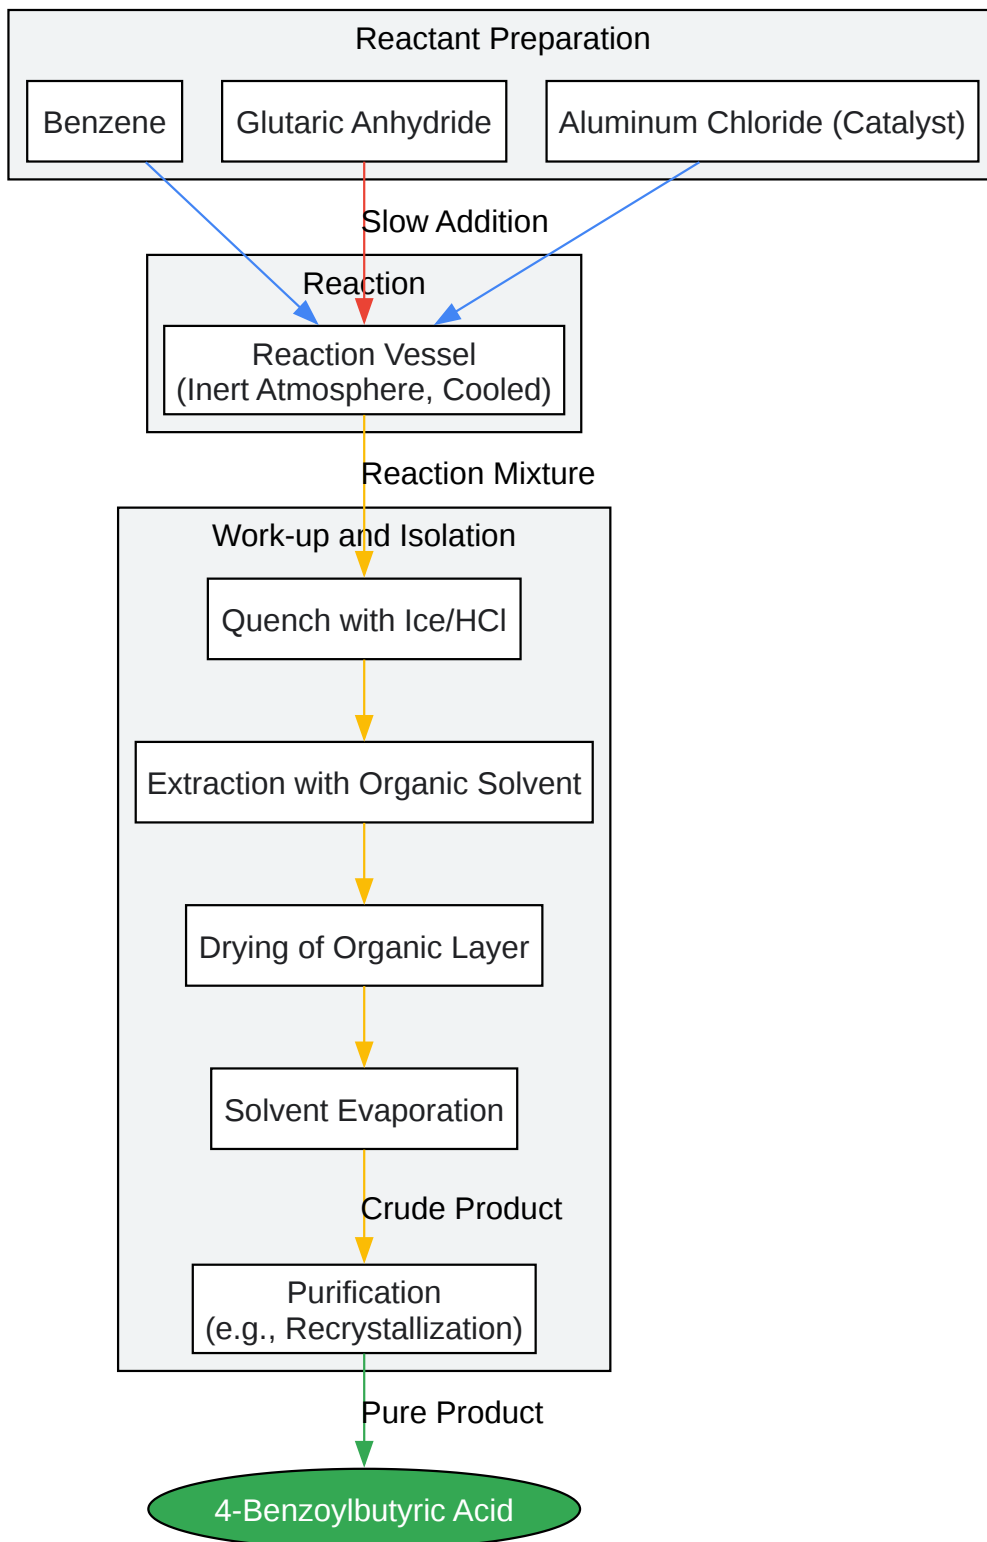 Reactant Preparation
Benzene
Glutaric Anhydride
Aluminum Chloride (Catalyst)
Slow Addition
Reaction
Reaction Vessel
(Inert Atmosphere, Cooled)
Reaction Mixture
Work-up and Isolation
Quench with Ice/HCl
Extraction with Organic Solvent
Drying of Organic Layer
Solvent Evaporation
Crude Product
Purification
(e.g., Recrystallization)
Pure Product
4-Benzoylbutyric Acid